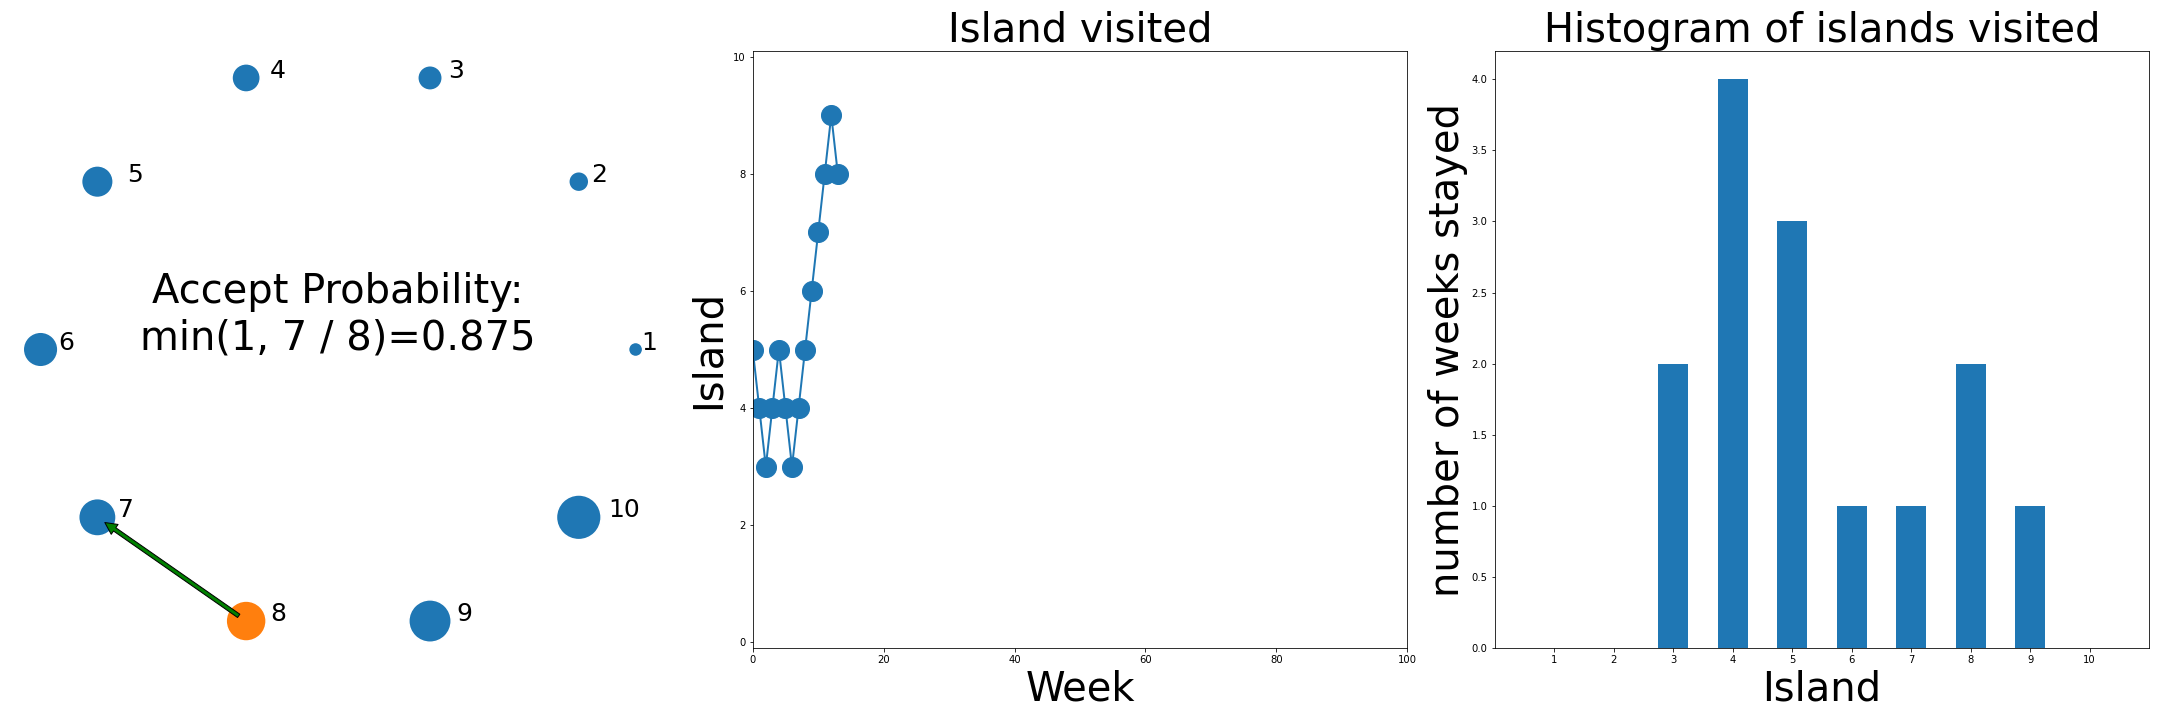 4
3
5
2
Accept Probability:
min(1, 7 / 8)=0.875
6
1
7
10
8
9
Island visited
Island
10
8
6
4
2
0
0 20 40 60 80 100
Week
Histogram of islands visited
number of weeks stayed
4.0
3.5
3.0
2.5
2.0
1.5
1.0
0.5
0.0
1 2 3 4 5 6 7 8 9 10
Island